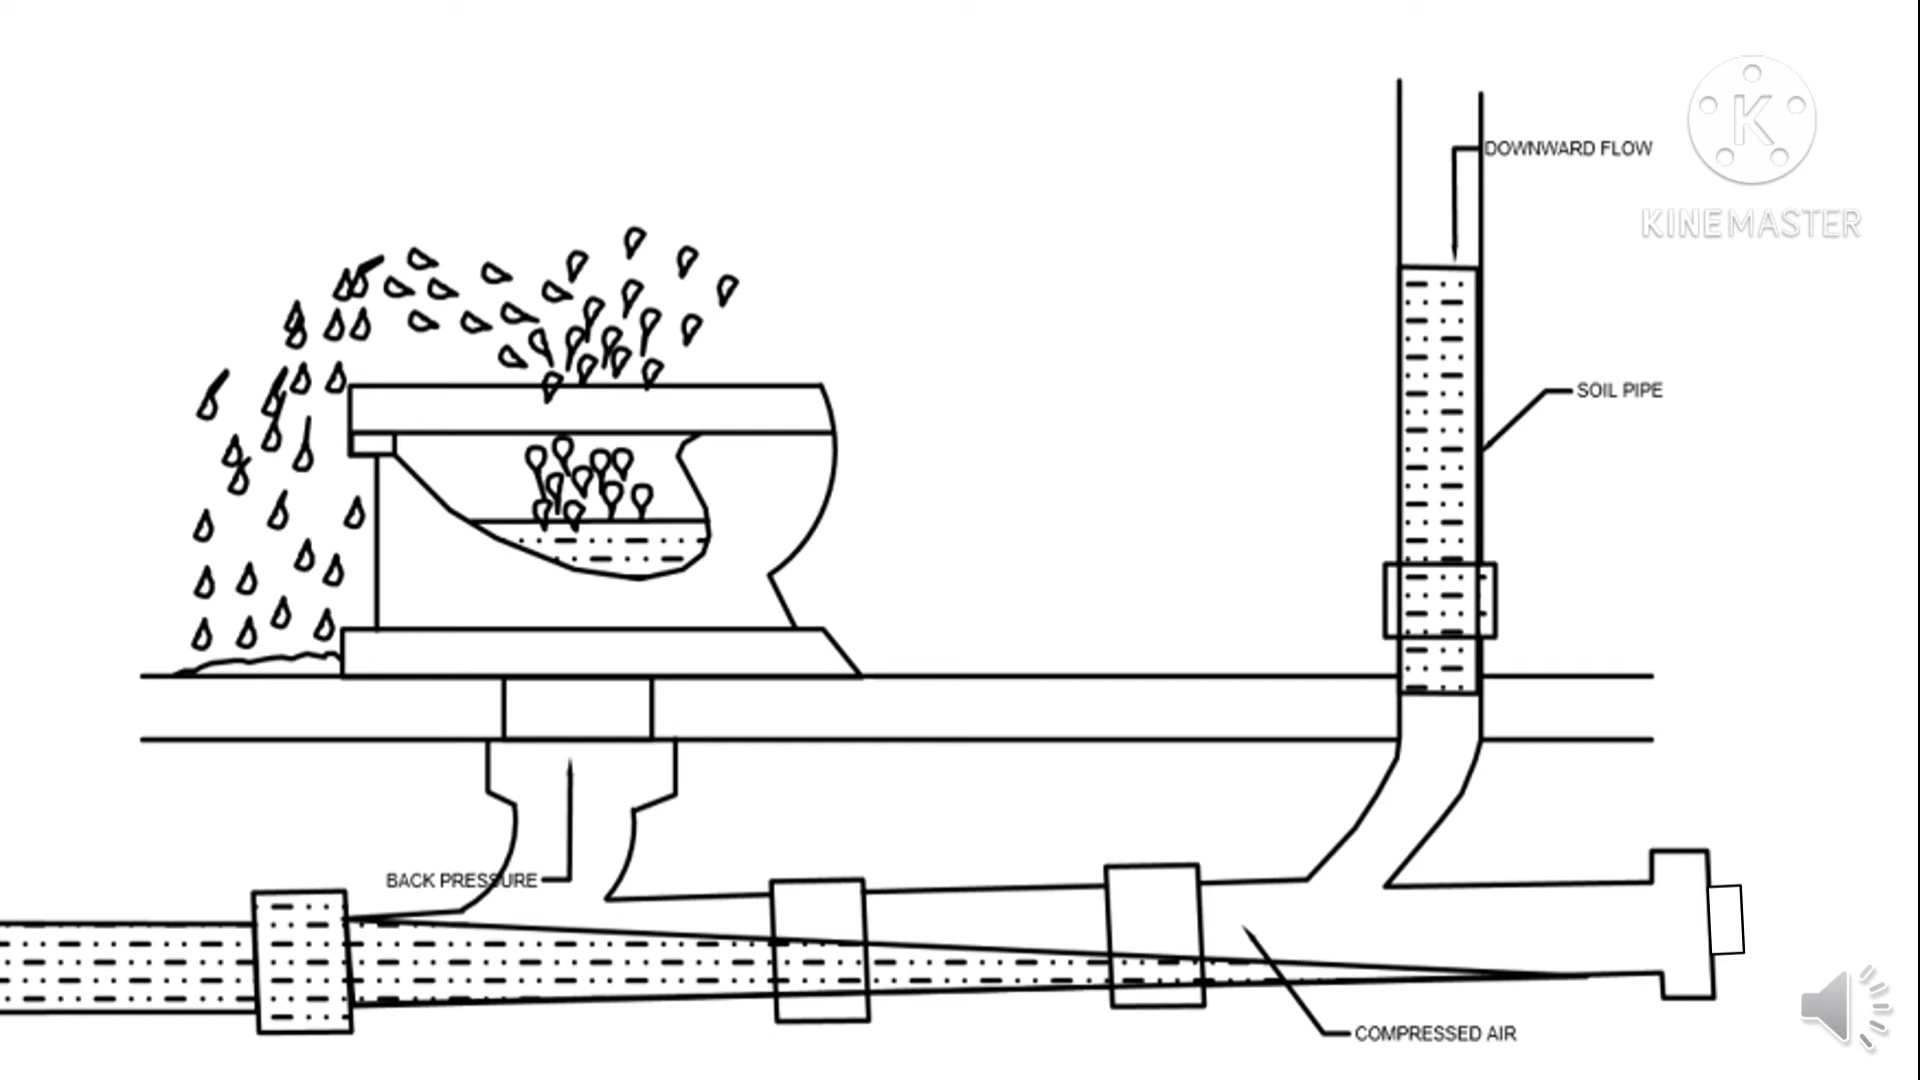 DOWNWARD FLOW
K
KINEMASTER
SOIL PIPE
BACK PRESSURE
COMPRESSED AIR